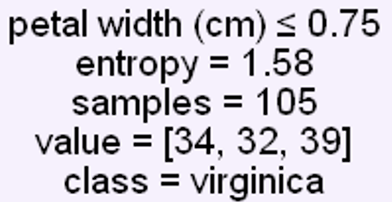 petal width (cm) ≤ 0.75
entropy = 1.58
samples = 105
value = [34, 32, 39]
class = virginica